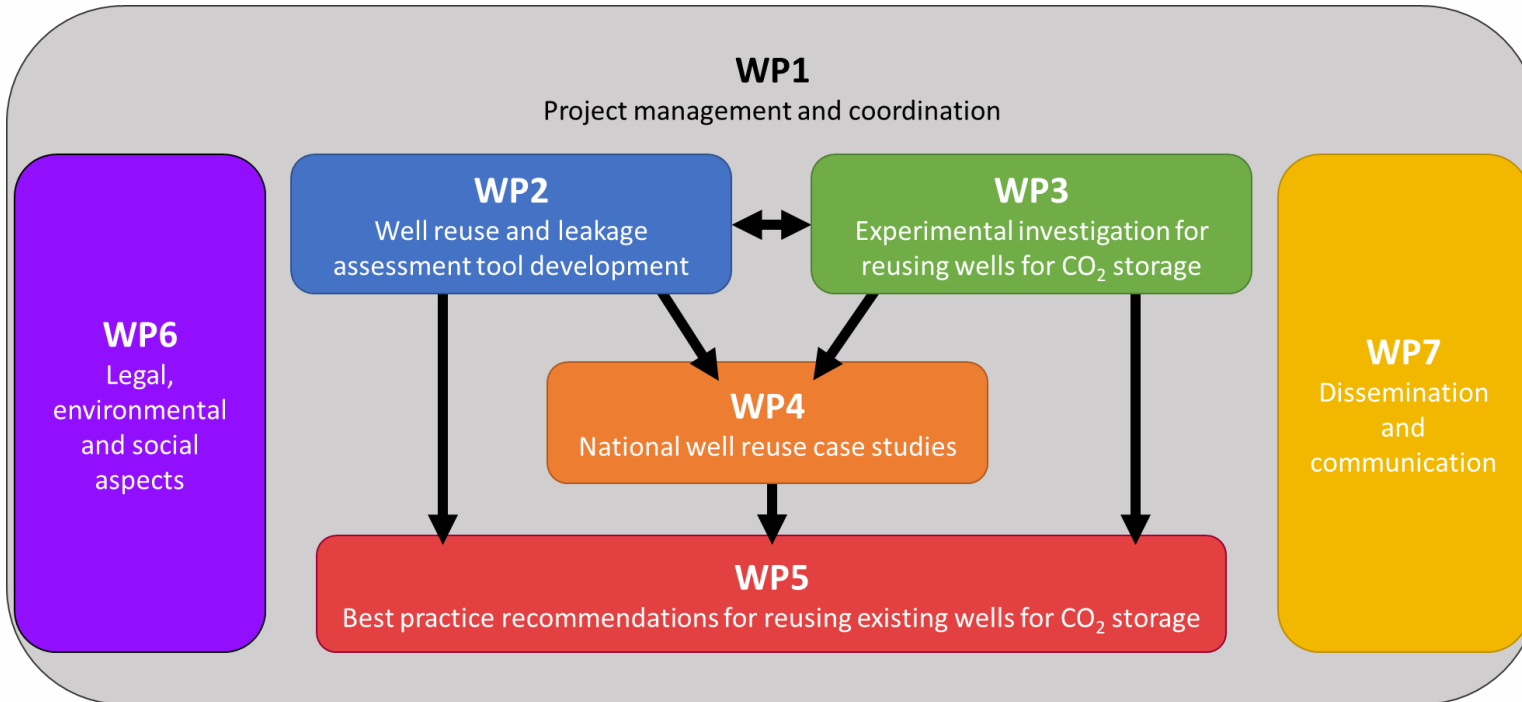 WP1
Project management and coordination
WP2
Well reuse and leakage
assessment tool development
WP3
Experimental investigation for
reusing wells for CO₂ storage
WP6
Legal,
environmental
and social
aspects
WP4
National well reuse case studies
WP7
Dissemination
and
communication
WP5
Best practice recommendations for reusing existing wells for CO₂ storage